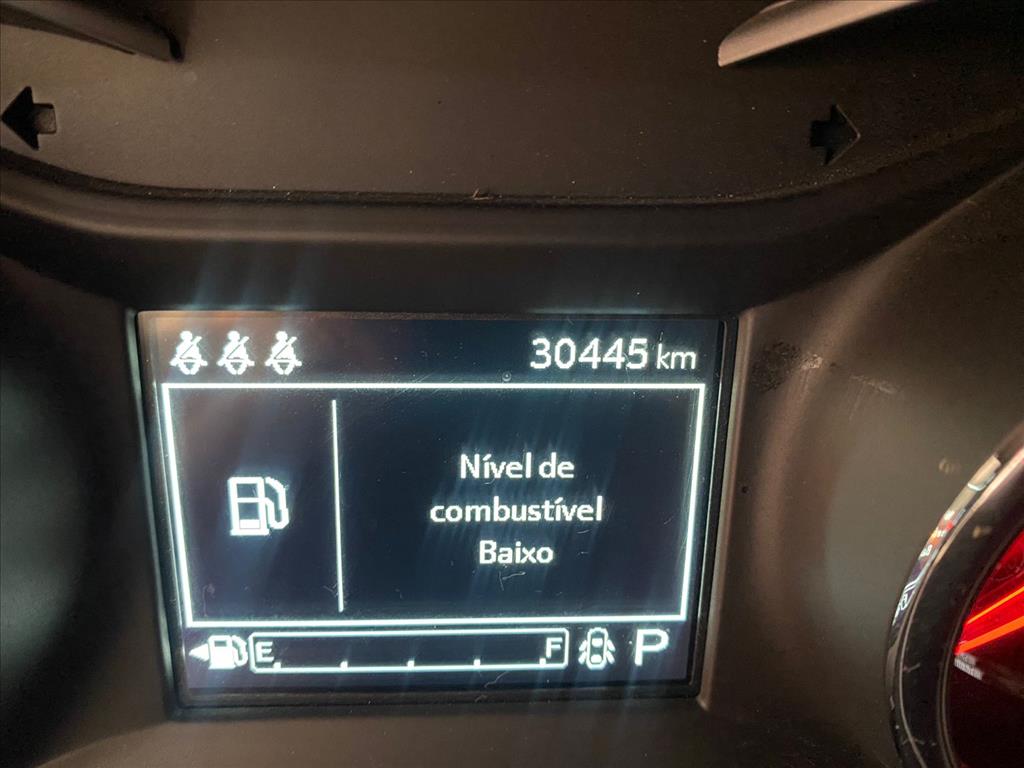 30445 km
Nível de
combustível
Baixo
E F P